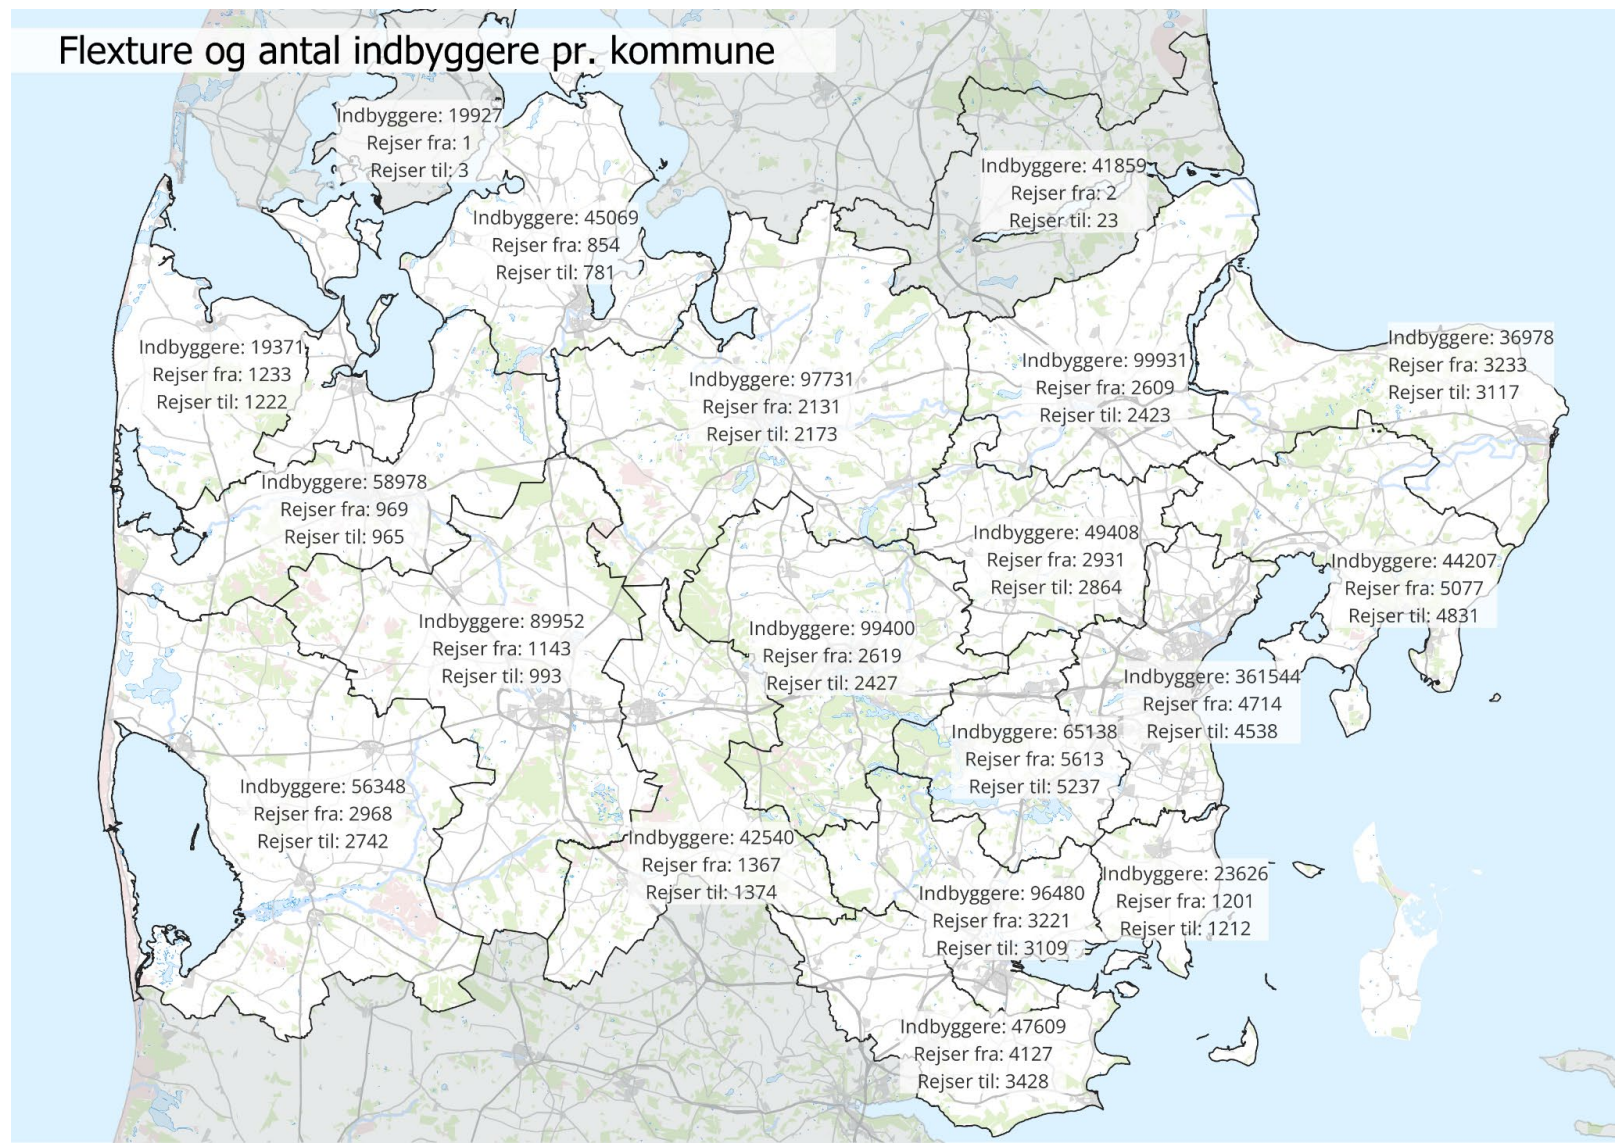 Flexture og antal indbyggere pr. kommune
Indbyggere: 19927
Rejser fra: 1
Rejser til: 3
Indbyggere: 41859
Rejser fra: 2
Rejser til: 23
Indbyggere: 45069
Rejser fra: 854
Rejser til: 781
Indbyggere: 19371
Rejser fra: 1233
Rejser til: 1222
Indbyggere: 97731
Rejser fra: 2131
Rejser til: 2173
Indbyggere: 99931
Rejser fra: 2609
Rejser til: 2423
Indbyggere: 36978
Rejser fra: 3233
Rejser til: 3117
Indbyggere: 58978
Rejser fra: 969
Rejser til: 965
Indbyggere: 49408
Rejser fra: 2931
Rejser til: 2864
Indbyggere: 44207
Rejser fra: 5077
Rejser til: 4831
Indbyggere: 89952
Rejser fra: 1143
Rejser til: 993
Indbyggere: 99400
Rejser fra: 2619
Rejser til: 2427
Indbyggere: 361544
Rejser fra: 4714
Rejser til: 4538
Indbyggere: 65138
Rejser fra: 5613
Rejser til: 5237
Indbyggere: 56348
Rejser fra: 2968
Rejser til: 2742
Indbyggere: 42540
Rejser fra: 1367
Rejser til: 1374
Indbyggere: 96480
Rejser fra: 3221
Rejser til: 3109
Indbyggere: 23626
Rejser fra: 1201
Rejser til: 1212
Indbyggere: 47609
Rejser fra: 4127
Rejser til: 3428